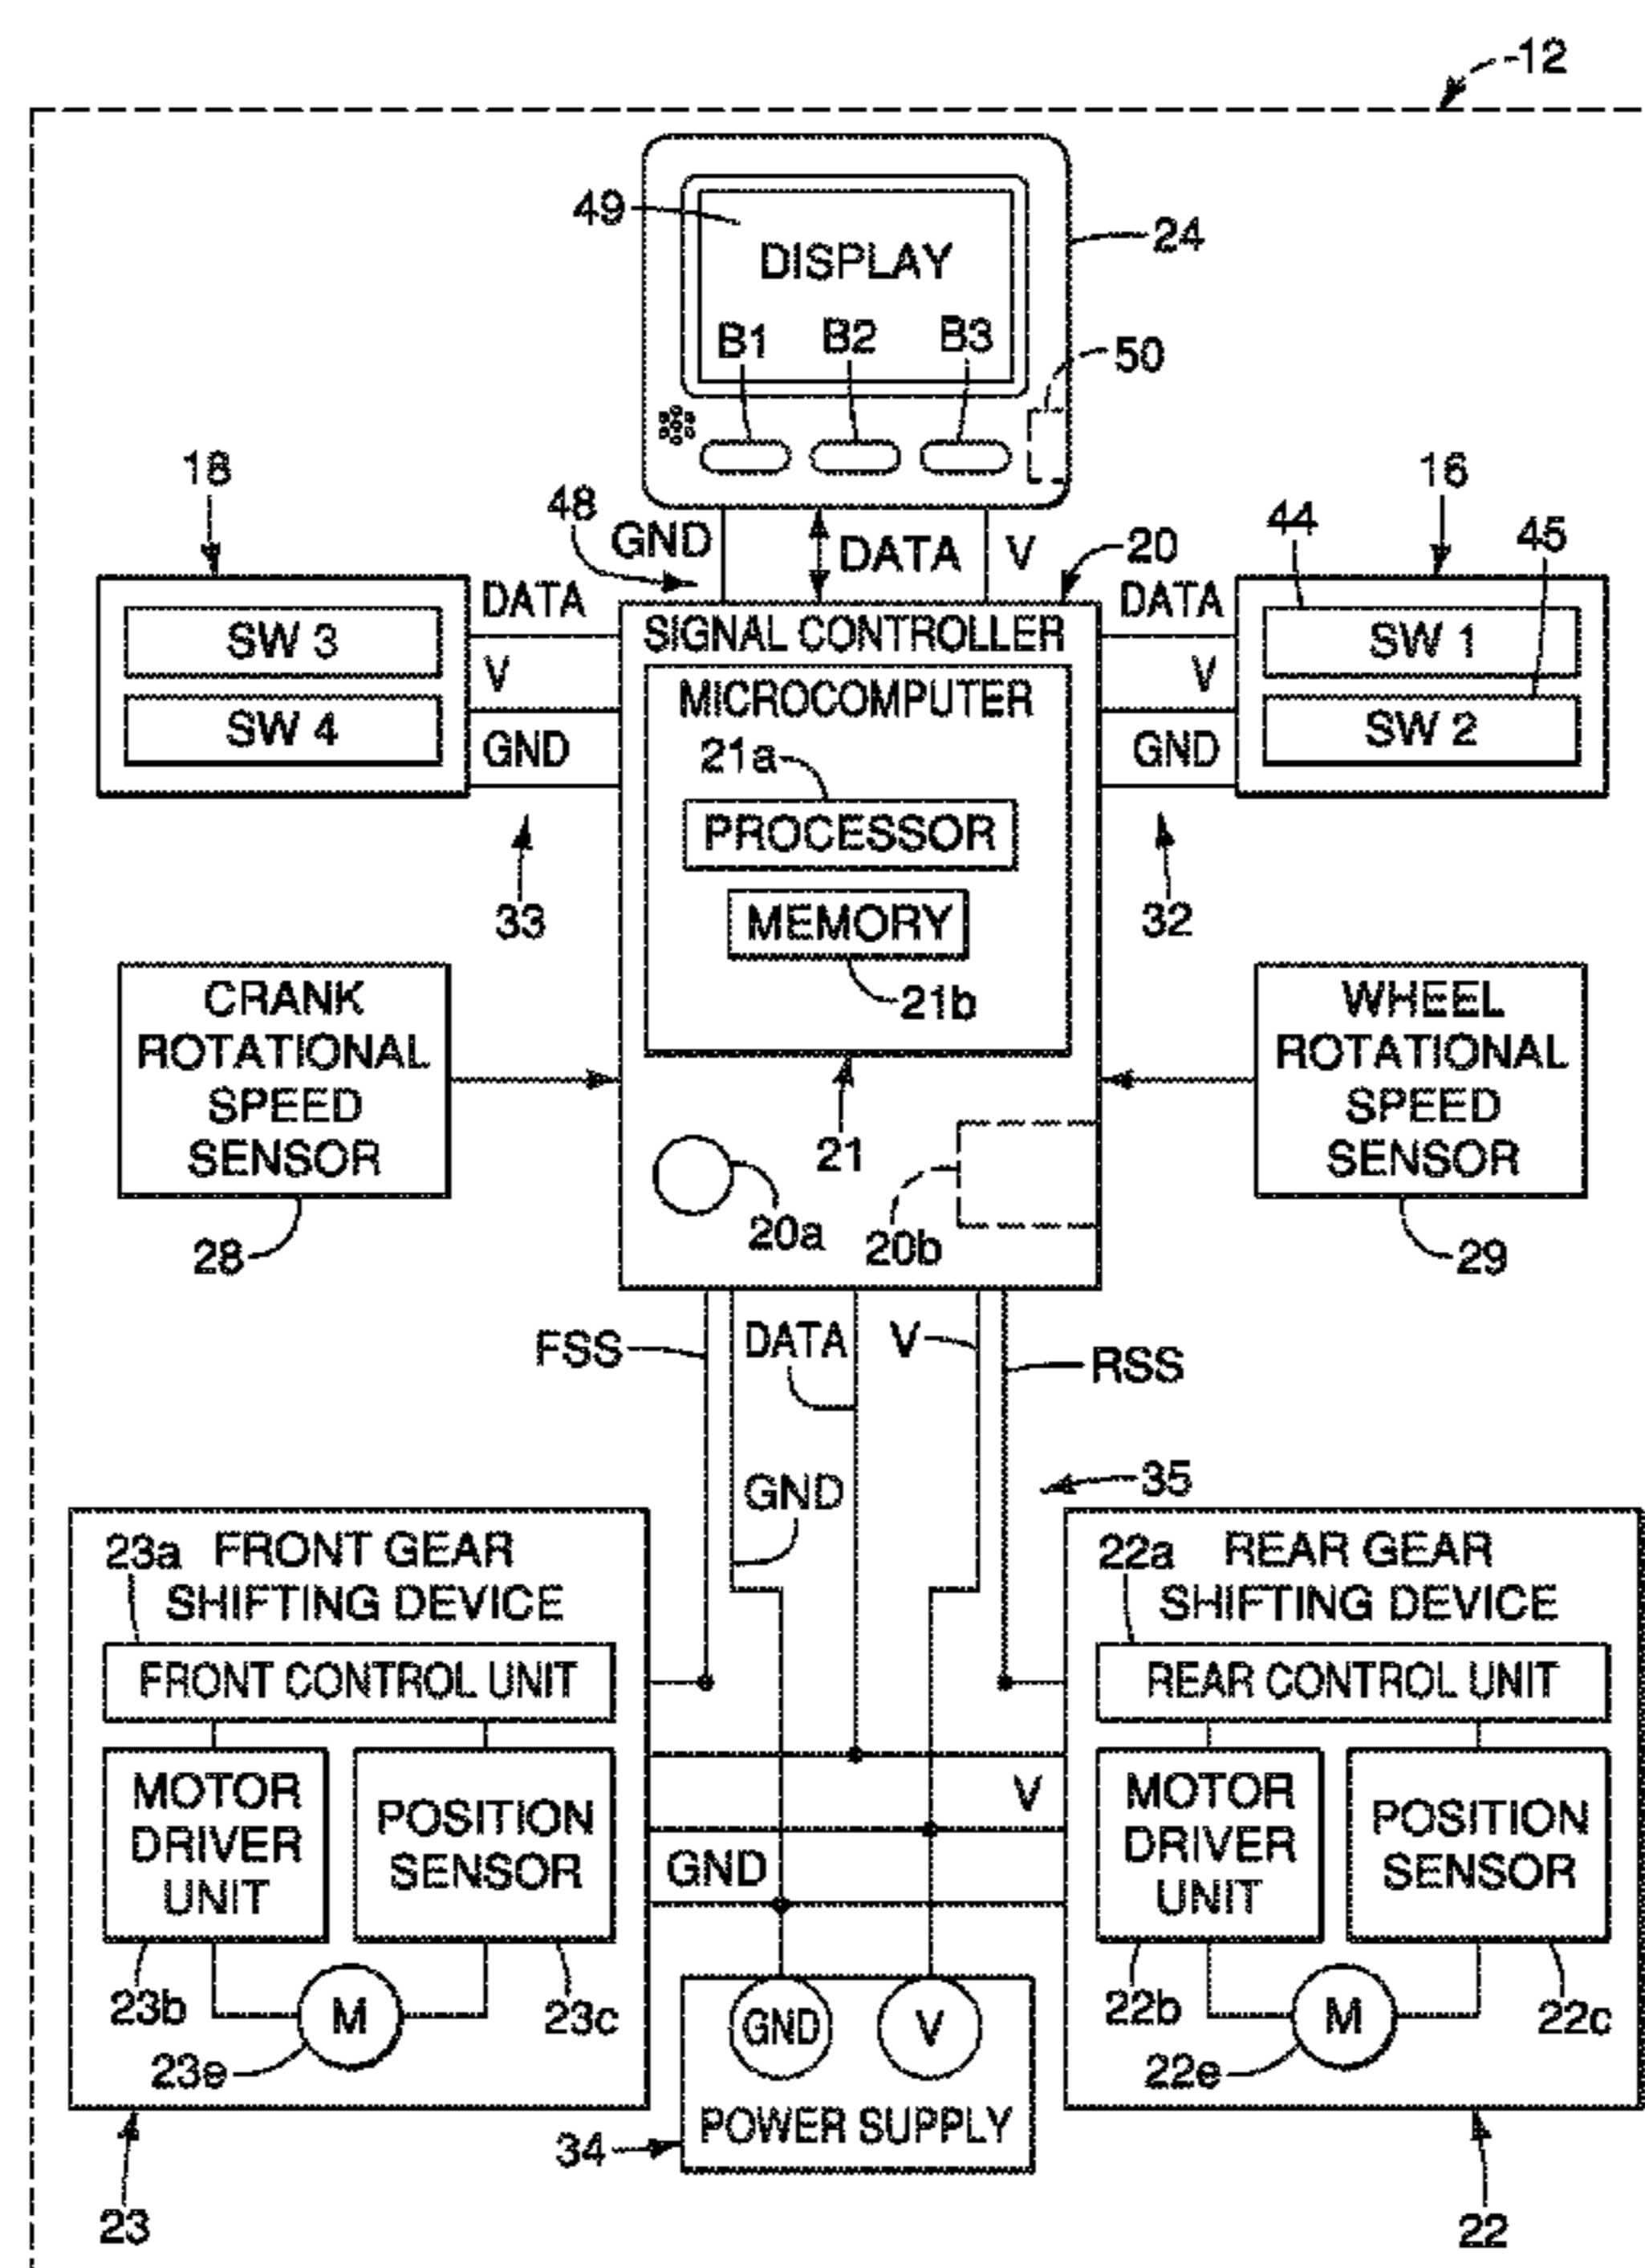 12
49
DISPLAY
24
B1 B2 B3
50
18
48
GND
DATA
V
20
16
44
45
DATA
SW 3
V
SW 4
GND
SIGNAL CONTROLLER
MICROCOMPUTER
21a
PROCESSOR
MEMORY
21b
DATA
SW 1
V
SW 2
GND
33
32
CRANK
ROTATIONAL
SPEED
SENSOR
28
21
20a
20b
WHEEL
ROTATIONAL
SPEED
SENSOR
29
FSS
DATA
V
RSS
GND
35
23a FRONT GEAR
SHIFTING DEVICE
FRONT CONTROL UNIT
MOTOR
DRIVER
UNIT
POSITION
SENSOR
23b
M
23c
23e
23
V
GND
GND
V
POWER SUPPLY
34
22a REAR GEAR
SHIFTING DEVICE
REAR CONTROL UNIT
MOTOR
DRIVER
UNIT
POSITION
SENSOR
22b
M
22c
22e
22